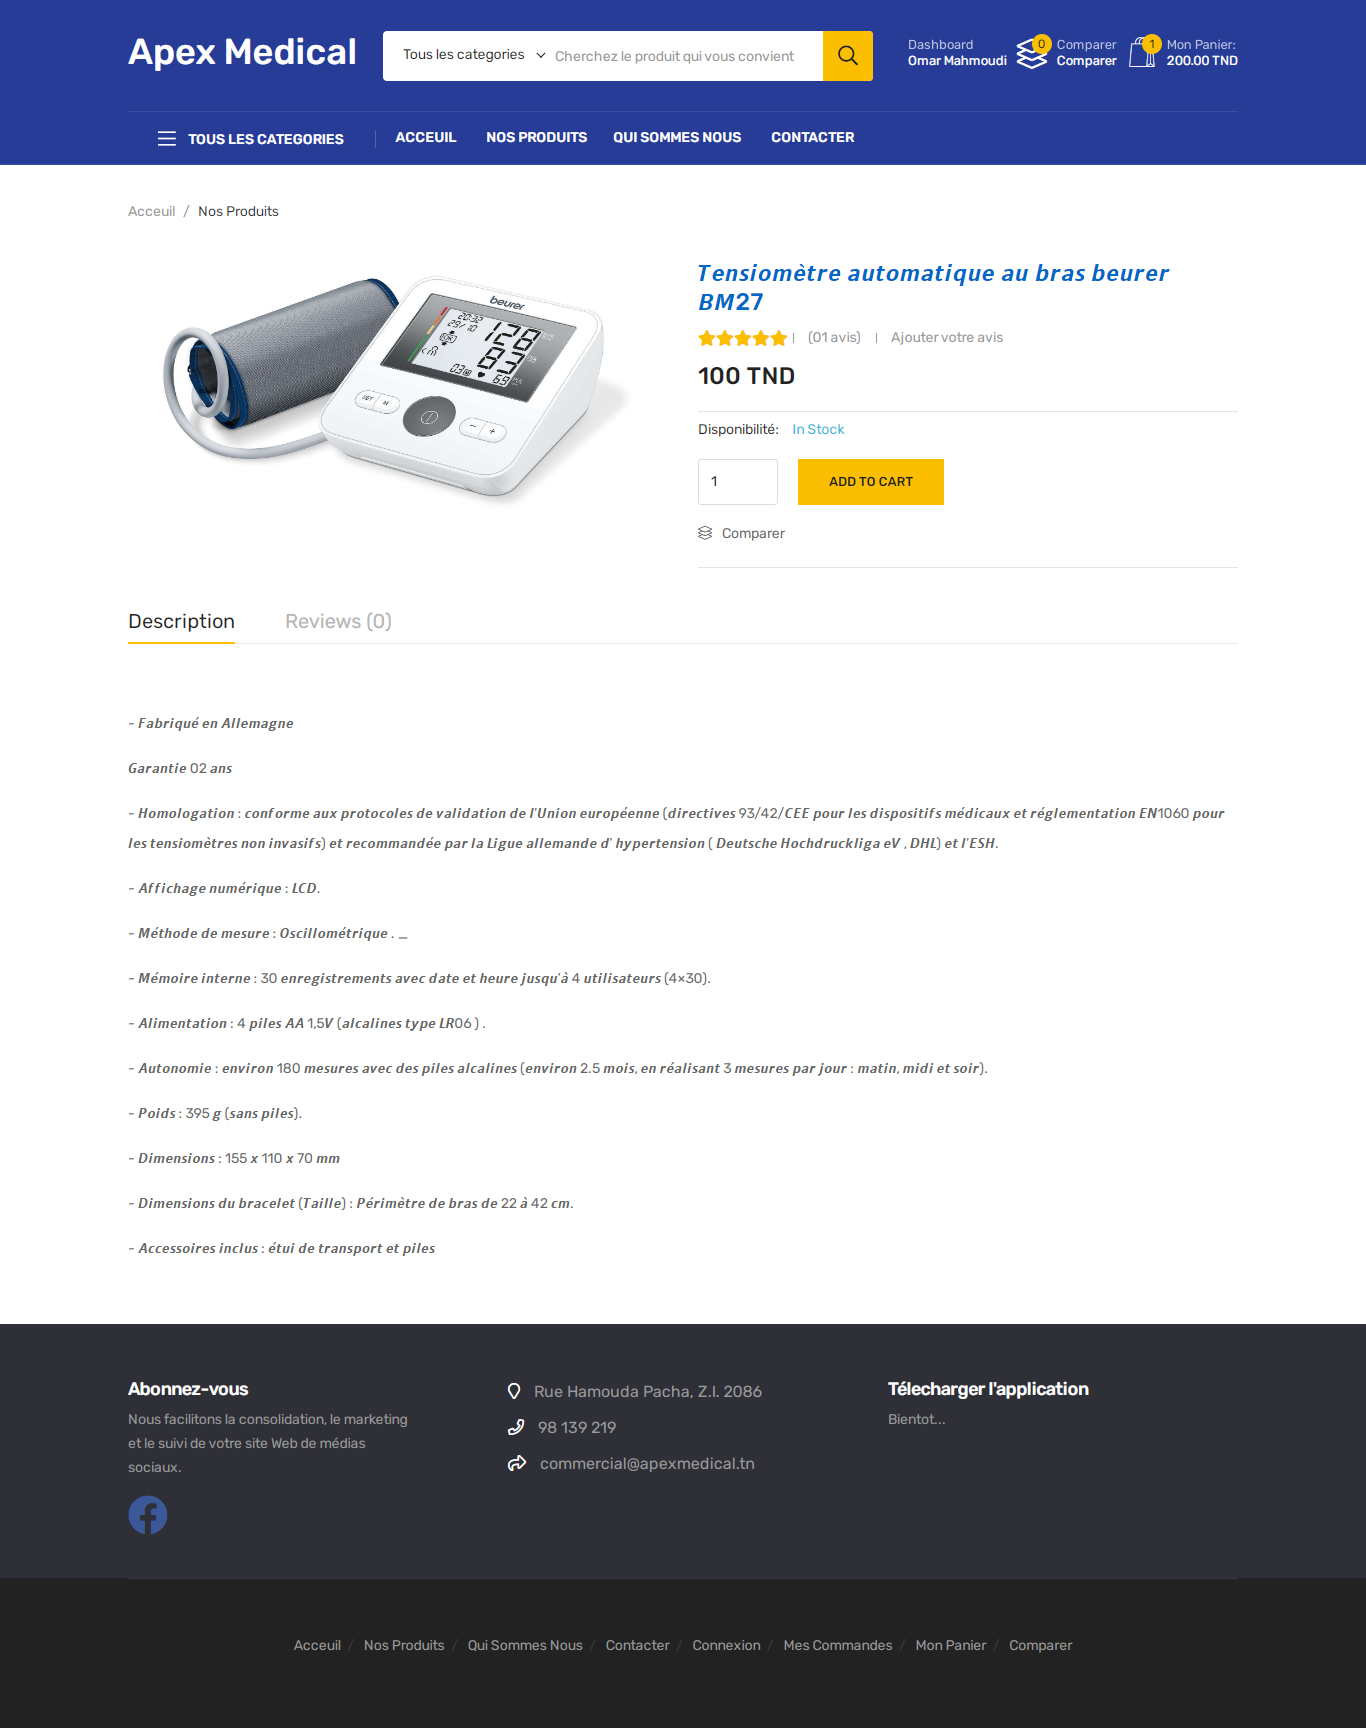 Apex Medical
Tous les categories
Cherchez le produit qui vous convient
Dashboard
Omar Mahmoudi
0
Comparer
Comparer
1
Mon Panier:
200.00 TND
TOUS LES CATEGORIES
ACCEUIL
NOS PRODUITS
QUI SOMMES NOUS
CONTACTER
Acceuil / Nos Produits
beurer
20:32
29/10
128
83
03
69
SET
M
Tensiomètre automatique au bras beurer
BM27
(01 avis)
Ajouter votre avis
100 TND
Disponibilité: In Stock
1
ADD TO CART
Comparer
Description
Reviews (0)
- Fabriqué en Allemagne
Garantie 02 ans
- Homologation : conforme aux protocoles de validation de l'Union européenne (directives 93/42/CEE pour les dispositifs médicaux et réglementation EN1060 pour
les tensiomètres non invasifs) et recommandée par la Ligue allemande d' hypertension ( Deutsche Hochdruckliga eV , DHL) et l'ESH.
- Affichage numérique : LCD.
- Méthode de mesure : Oscillométrique . _
- Mémoire interne : 30 enregistrements avec date et heure jusqu'à 4 utilisateurs (4×30).
- Alimentation : 4 piles AA 1,5V (alcalines type LR06 ) .
- Autonomie : environ 180 mesures avec des piles alcalines (environ 2.5 mois, en réalisant 3 mesures par jour : matin, midi et soir).
- Poids : 395 g (sans piles).
- Dimensions : 155 x 110 x 70 mm
- Dimensions du bracelet (Taille) : Périmètre de bras de 22 à 42 cm.
- Accessoires inclus : étui de transport et piles
Abonnez-vous
Nous facilitons la consolidation, le marketing
et le suivi de votre site Web de médias
sociaux.
Rue Hamouda Pacha, Z.I. 2086
98 139 219
commercial@apexmedical.tn
Télecharger l'application
Bientot...
Acceuil / Nos Produits / Qui Sommes Nous / Contacter / Connexion / Mes Commandes / Mon Panier / Comparer